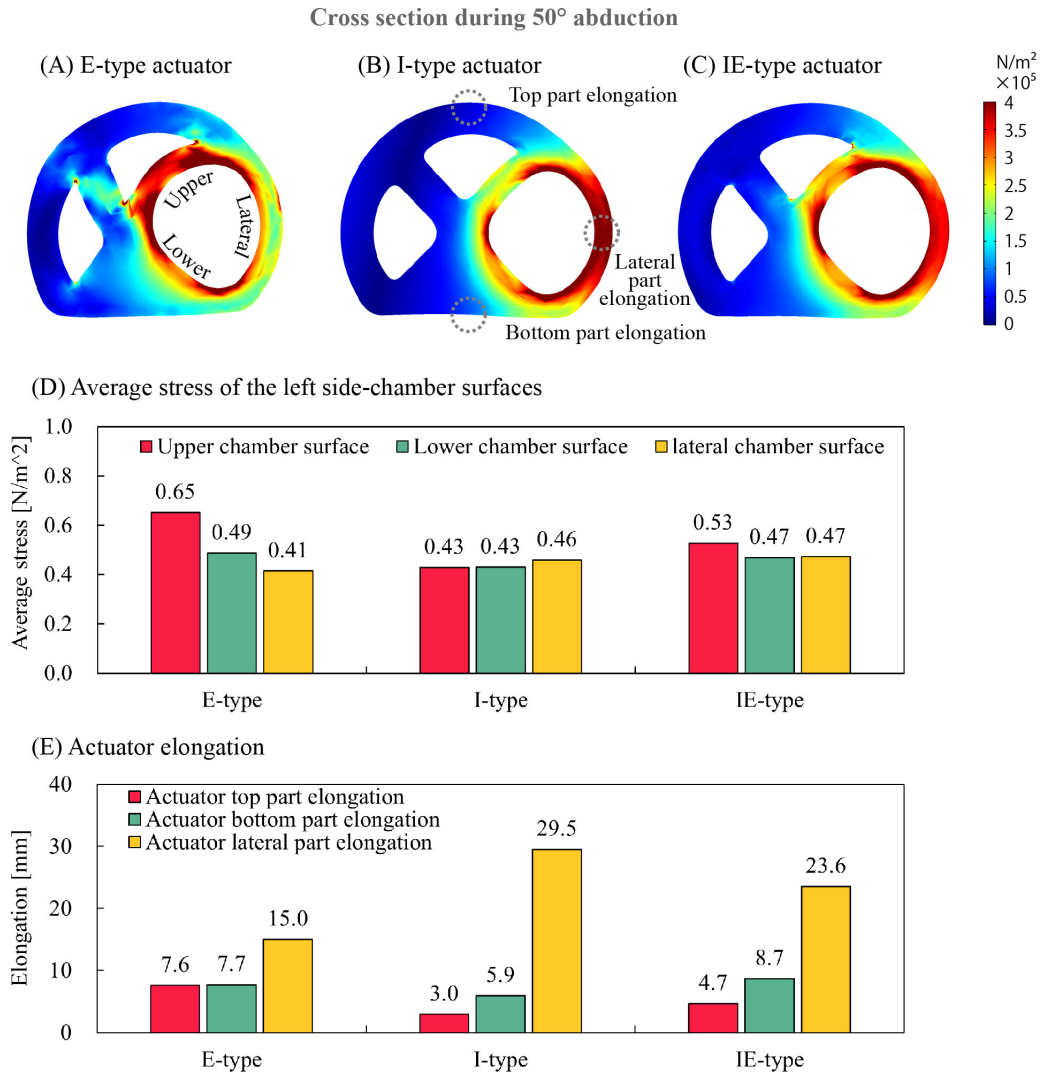 Cross section during 50° abduction
(A) E-type actuator
(B) I-type actuator
(C) IE-type actuator
N/m²
×10⁵
Top part elongation
4
3.5
3
2.5
2
1.5
1
0.5
0
Upper
Lateral
Lower
Lateral
part
elongation
Bottom part elongation
(D) Average stress of the left side-chamber surfaces
Average stress [N/m^2]
1.0
0.8
0.6
0.4
0.2
0.0
Upper chamber surface
Lower chamber surface
lateral chamber surface
0.65
0.49
0.41
0.43
0.43
0.46
0.53
0.47
0.47
E-type
I-type
IE-type
(E) Actuator elongation
Elongation [mm]
40
30
20
10
0
Actuator top part elongation
Actuator bottom part elongation
Actuator lateral part elongation
7.6
7.7
15.0
3.0
5.9
29.5
4.7
8.7
23.6
E-type
I-type
IE-type